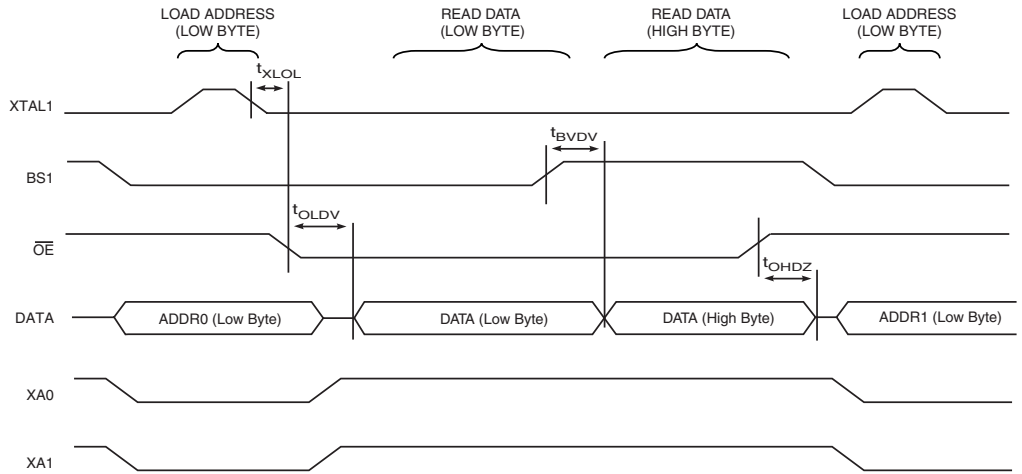 LOAD ADDRESS
(LOW BYTE)
READ DATA
(LOW BYTE)
READ DATA
(HIGH BYTE)
LOAD ADDRESS
(LOW BYTE)
tXLOL
XTAL1
tBVDV
BS1
tOLDV
OE
tOHDZ
DATA
ADDR0 (Low Byte)
DATA (Low Byte)
DATA (High Byte)
ADDR1 (Low Byte)
XA0
XA1